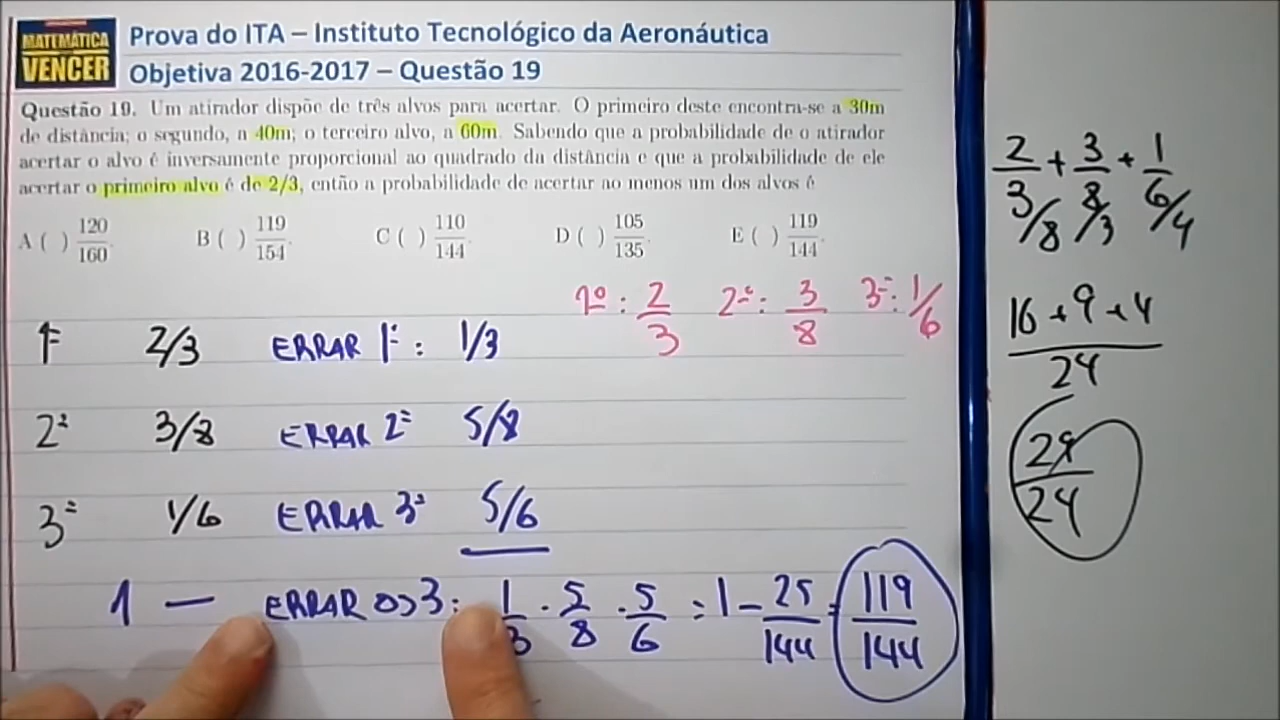 MATEMÁTICA
VENCER
Prova do ITA – Instituto Tecnológico da Aeronáutica
Objetiva 2016-2017 – Questão 19
Questão 19. Um atirador dispõe de três alvos para acertar. O primeiro deste encontra-se a 30m
de distância; o segundo, a 40m; o terceiro alvo, a 60m. Sabendo que a probabilidade de o atirador
acertar o alvo é inversamente proporcional ao quadrado da distância e que a probabilidade de ele
acertar o primeiro alvo é de 2/3, então a probabilidade de acertar ao menos um dos alvos é
A ( ) 120/160. B ( ) 119/154. C ( ) 110/144. D ( ) 105/135. E ( ) 119/144.
1º: 2/3 2º: 3/8 3º: 1/6
1º 2/3 ERRAR 1º: 1/3
2º 3/8 ERRAR 2º 5/8
3º 1/6 ERRAR 3º 5/6
1 — ERRAR OS 3: 1/3 . 5/8 . 5/6 = 1 - 25/144 = 119/144
2/3 + 3/8 + 1/6
/8 /3 /4
16 + 9 + 4
24
29
24